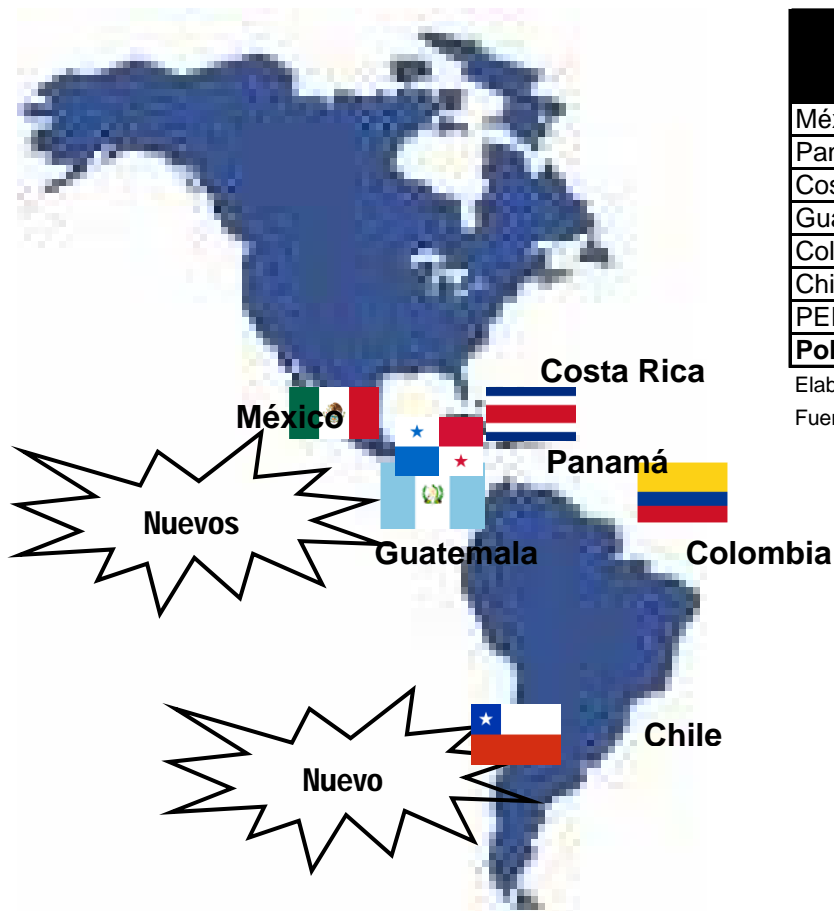 Costa Rica
México
Panamá
Nuevos
Guatemala
Colombia
Chile
Nuevo